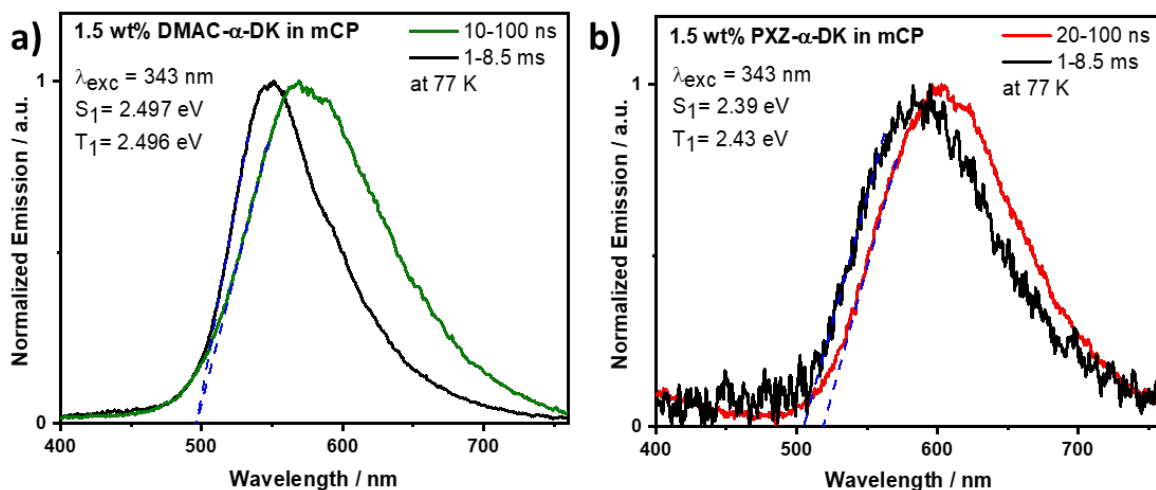 a)
1.5 wt% DMAC-α-DK in mCP
10-100 ns
1-8.5 ms
at 77 K
λexc = 343 nm
S1= 2.497 eV
T1= 2.496 eV
Normalized Emission / a.u.
1
0
400 500 600 700
Wavelength / nm
b)
1.5 wt% PXZ-α-DK in mCP
20-100 ns
1-8.5 ms
at 77 K
λexc = 343 nm
S1= 2.39 eV
T1= 2.43 eV
Normalized Emission / a.u.
1
0
400 500 600 700
Wavelength / nm